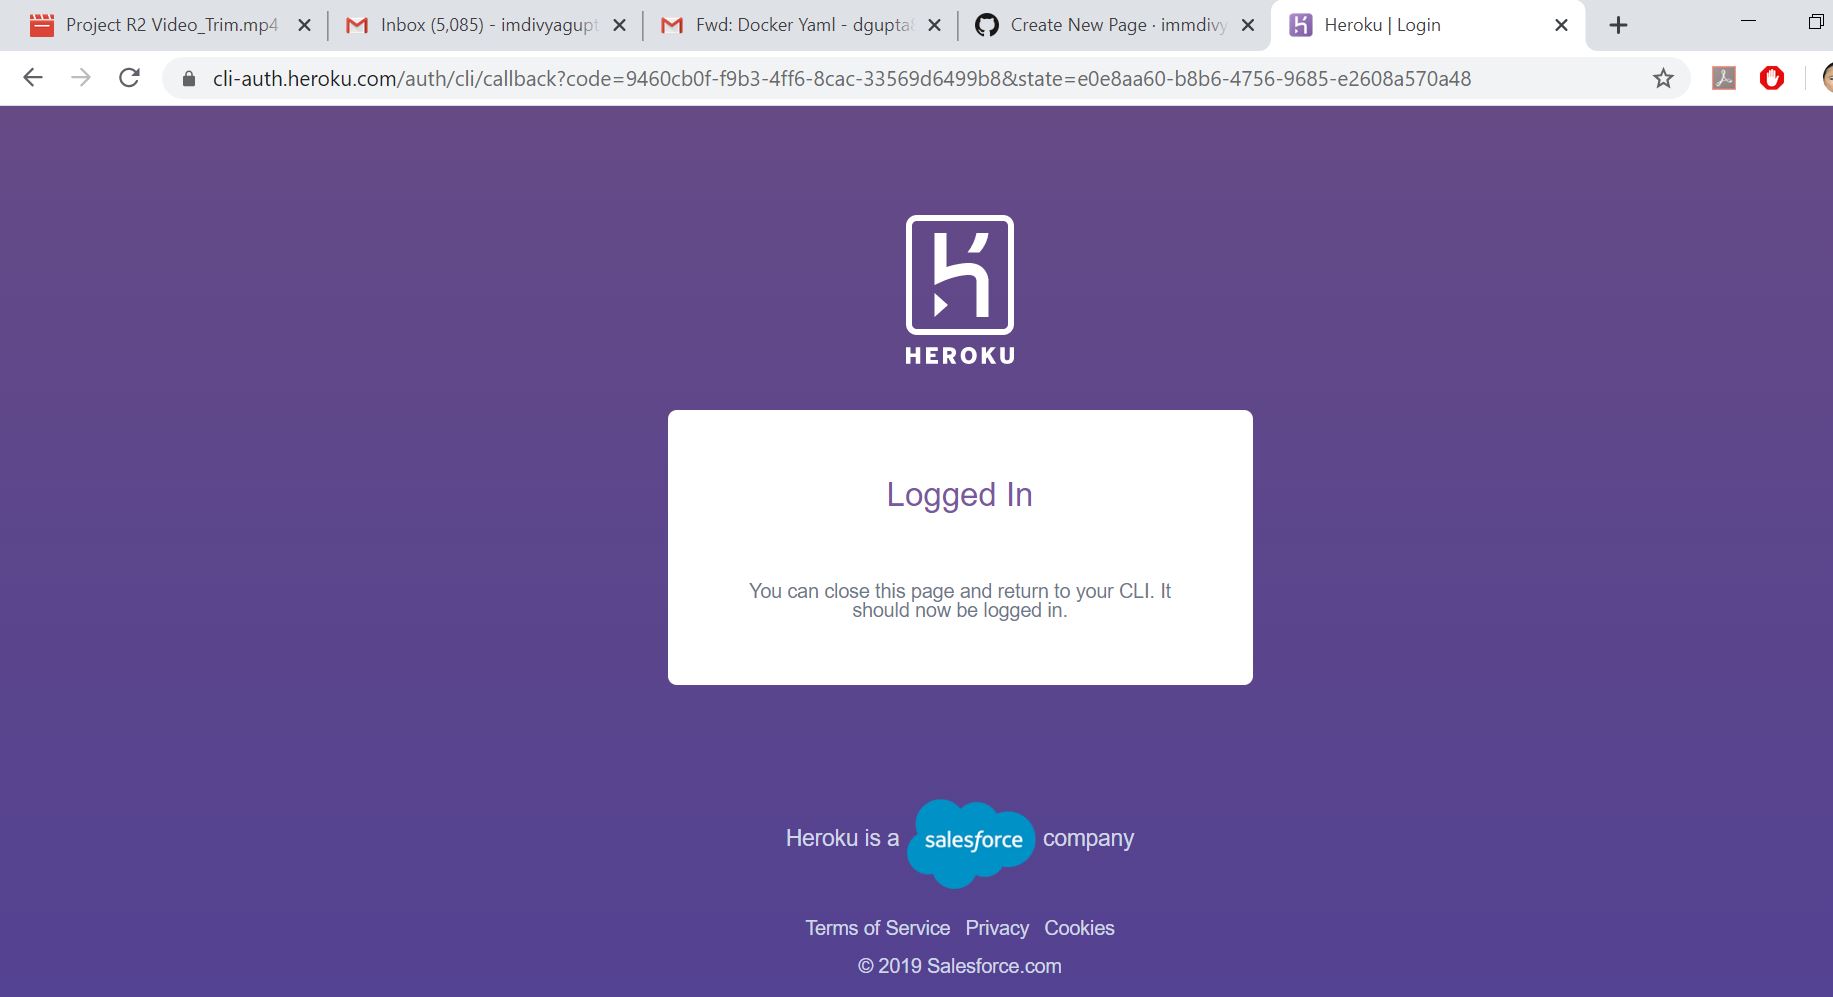 Project R2 Video_Trim.mp4
Inbox (5,085) - imdivyagupt
Fwd: Docker Yaml - dgupta
Create New Page · immdivy
Heroku | Login
cli-auth.heroku.com/auth/cli/callback?code=9460cb0f-f9b3-4ff6-8cac-33569d6499b8&state=e0e8aa60-b8b6-4756-9685-e2608a570a48
HEROKU
Logged In
You can close this page and return to your CLI. It
should now be logged in.
Heroku is a salesforce company
Terms of Service Privacy Cookies
© 2019 Salesforce.com